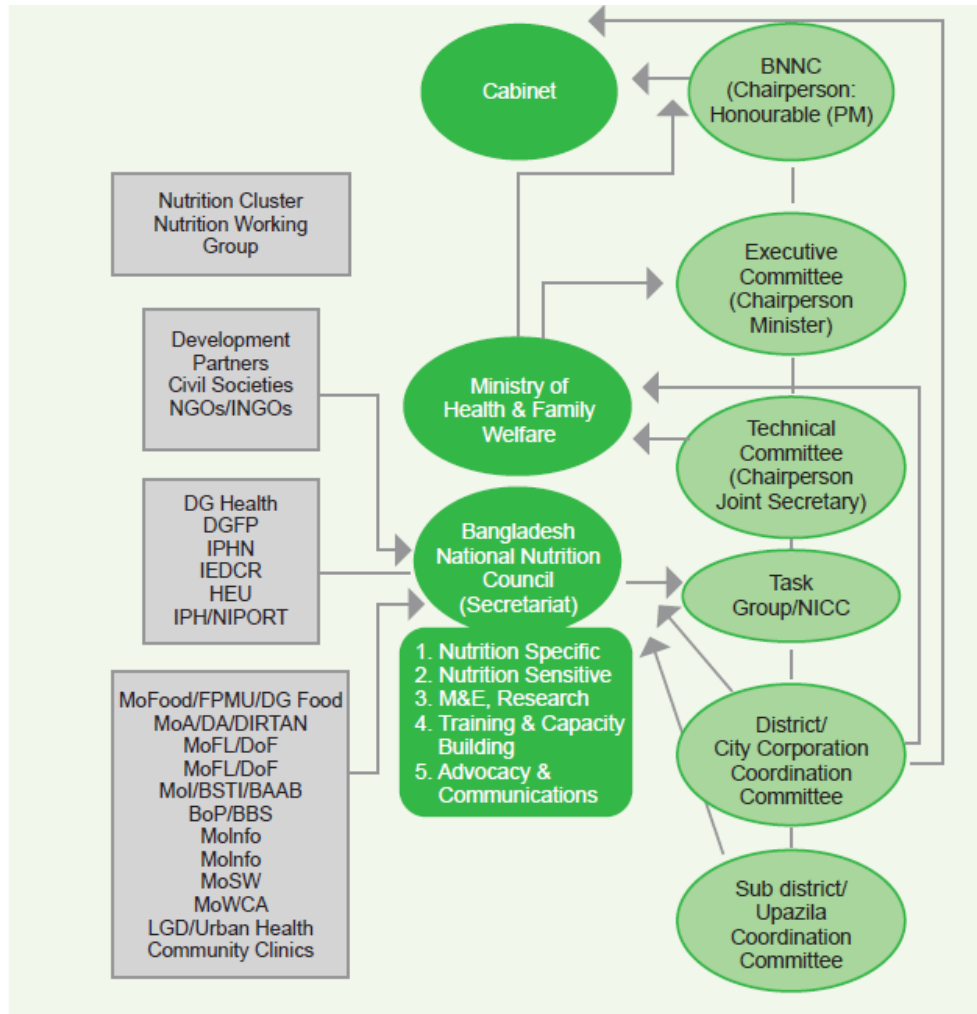 Cabinet
BNNC
(Chairperson:
Honourable (PM)
Nutrition Cluster
Nutrition Working
Group
Executive
Committee
(Chairperson
Minister)
Development
Partners
Civil Societies
NGOs/INGOs
Ministry of
Health & Family
Welfare
Technical
Committee
(Chairperson
Joint Secretary)
DG Health
DGFP
IPHN
IEDCR
HEU
IPH/NIPORT
Bangladesh
National Nutrition
Council
(Secretariat)
Task
Group/NICC
1. Nutrition Specific
2. Nutrition Sensitive
3. M&E, Research
4. Training & Capacity
Building
5. Advocacy &
Communications
MoFood/FPMU/DG Food
MoA/DA/DIRTAN
MoFL/DoF
MoFL/DoF
MoI/BSTI/BAAB
BoP/BBS
MoInfo
MoInfo
MoSW
MoWCA
LGD/Urban Health
Community Clinics
District/
City Corporation
Coordination
Committee
Sub district/
Upazila
Coordination
Committee